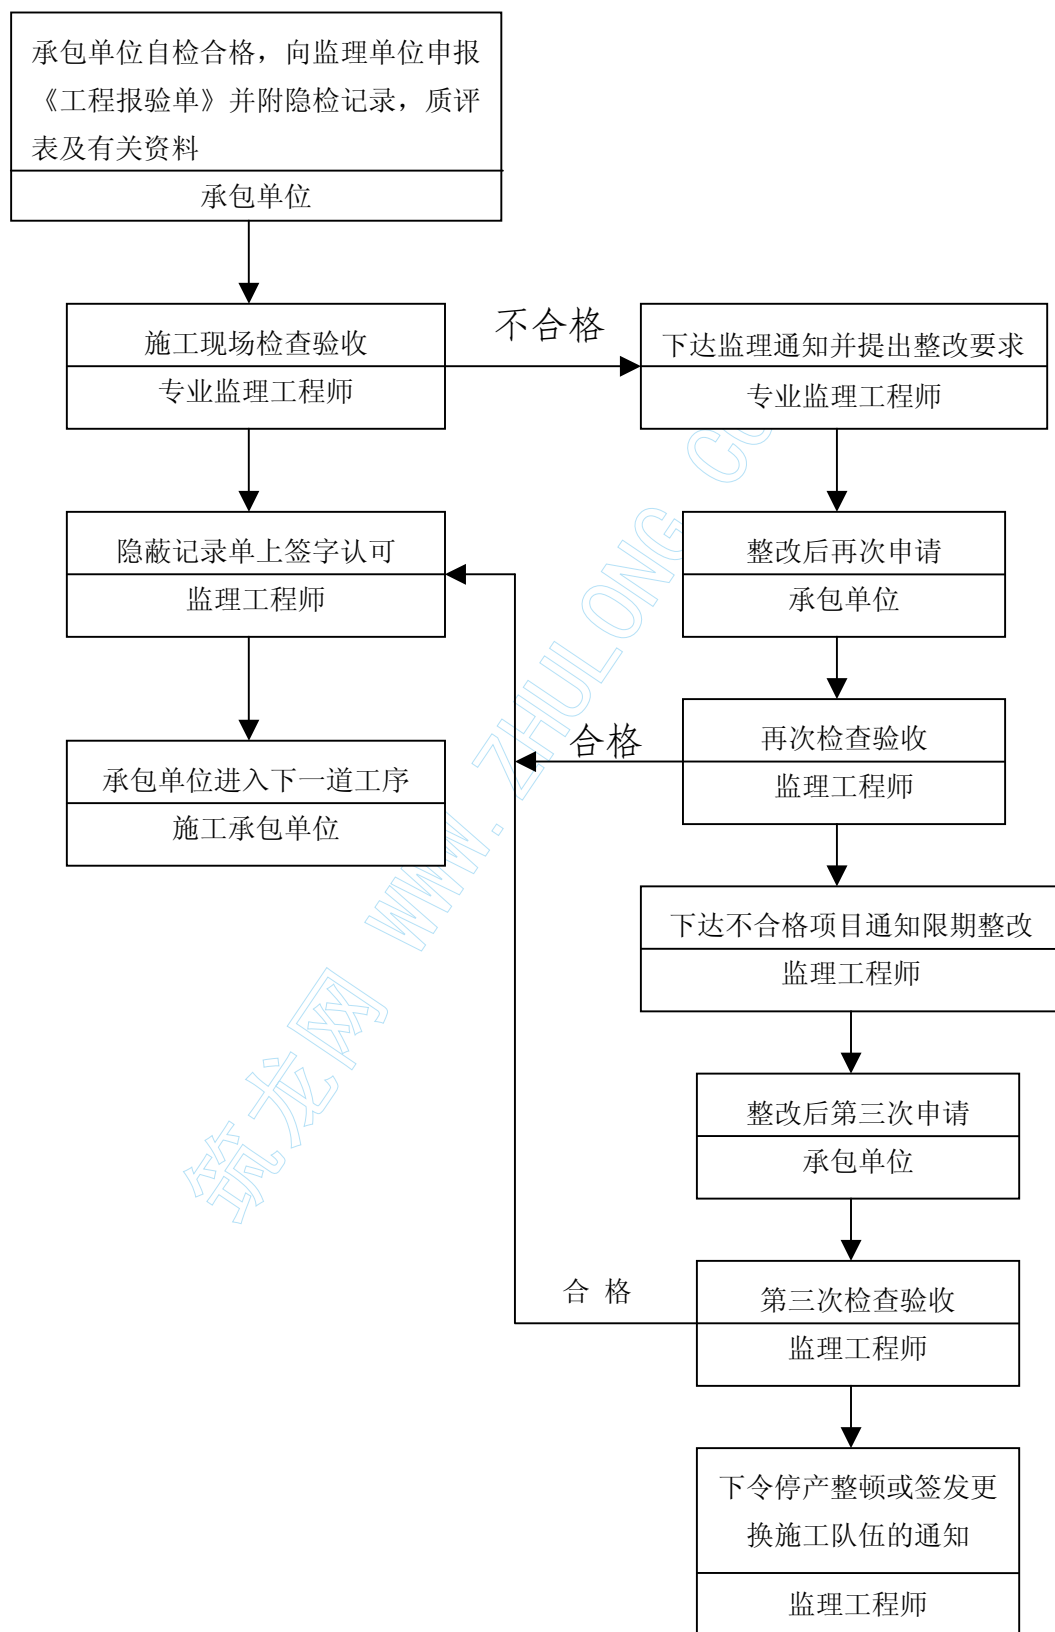 承包单位自检合格，向监理单位申报
《工程报验单》并附隐检记录，质评
表及有关资料
承包单位
施工现场检查验收
专业监理工程师
不合格
下达监理通知并提出整改要求
专业监理工程师
隐蔽记录单上签字认可
监理工程师
整改后再次申请
承包单位
合格
再次检查验收
监理工程师
承包单位进入下一道工序
施工承包单位
下达不合格项目通知限期整改
监理工程师
整改后第三次申请
承包单位
合 格
第三次检查验收
监理工程师
下令停产整顿或签发更
换施工队伍的通知
监理工程师
筑龙网 WWW.ZHULONG